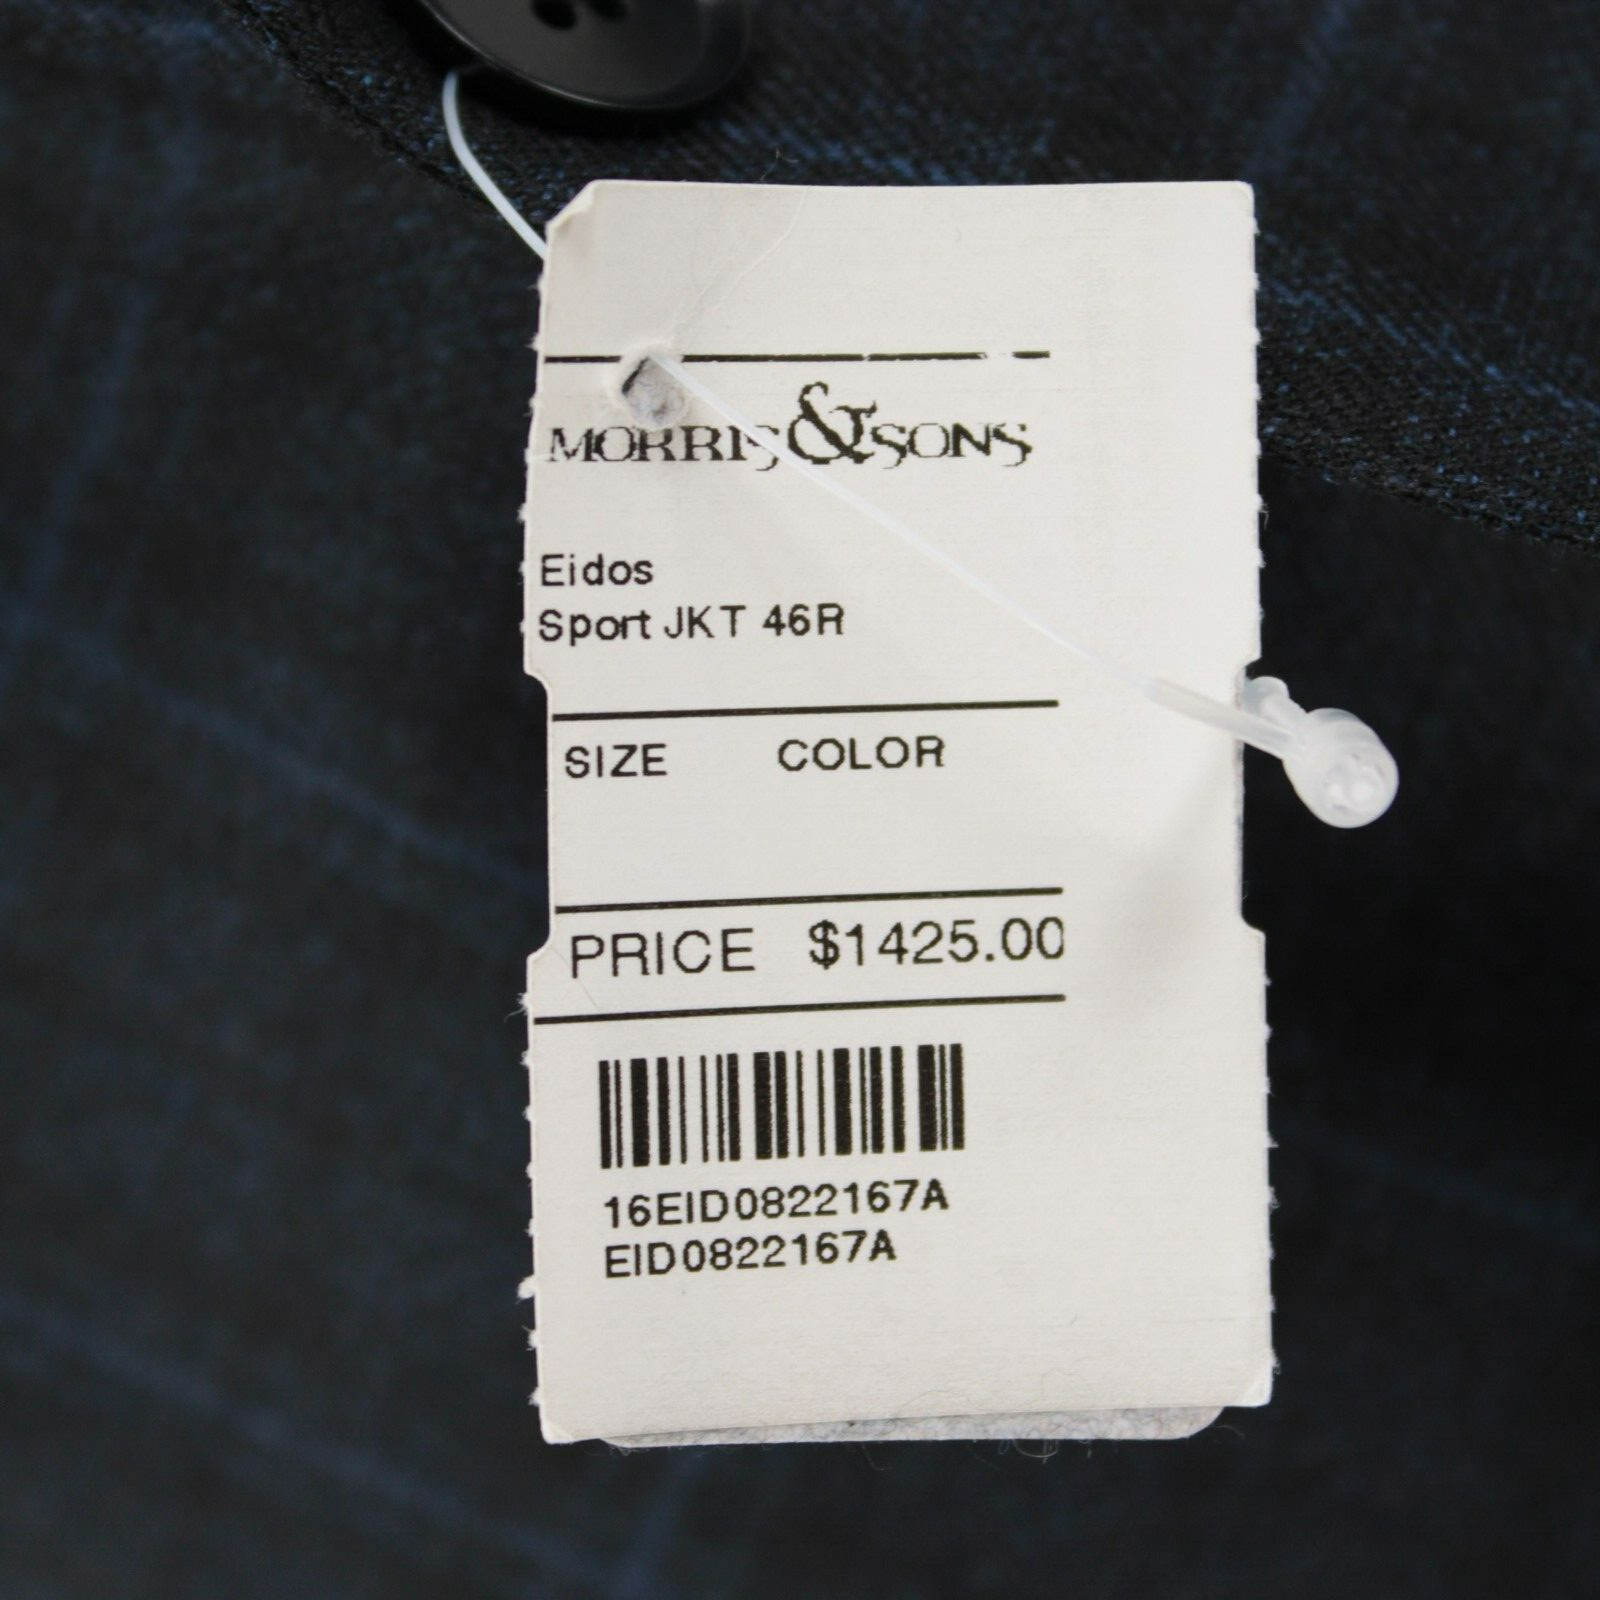 MORRIS & SONS
Eidos
Sport JKT 46R
SIZE COLOR
PRICE $1425.00
16EID0822167A
EID0822167A